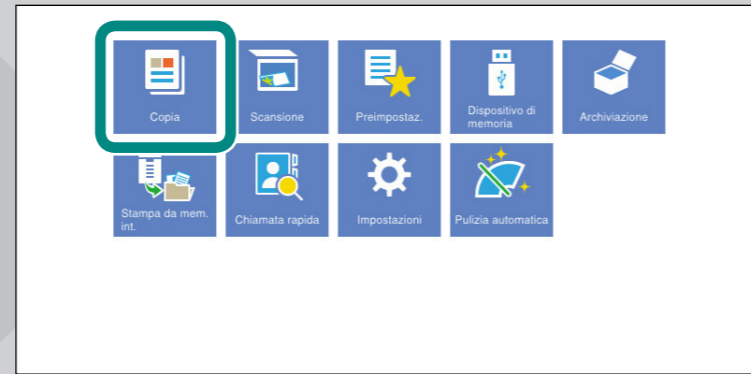 Copia
Scansione
Preimpostaz.
Dispositivo di
memoria
Archiviazione
Stampa da mem.
int.
Chiamata rapida
Impostazioni
Pulizia automatica